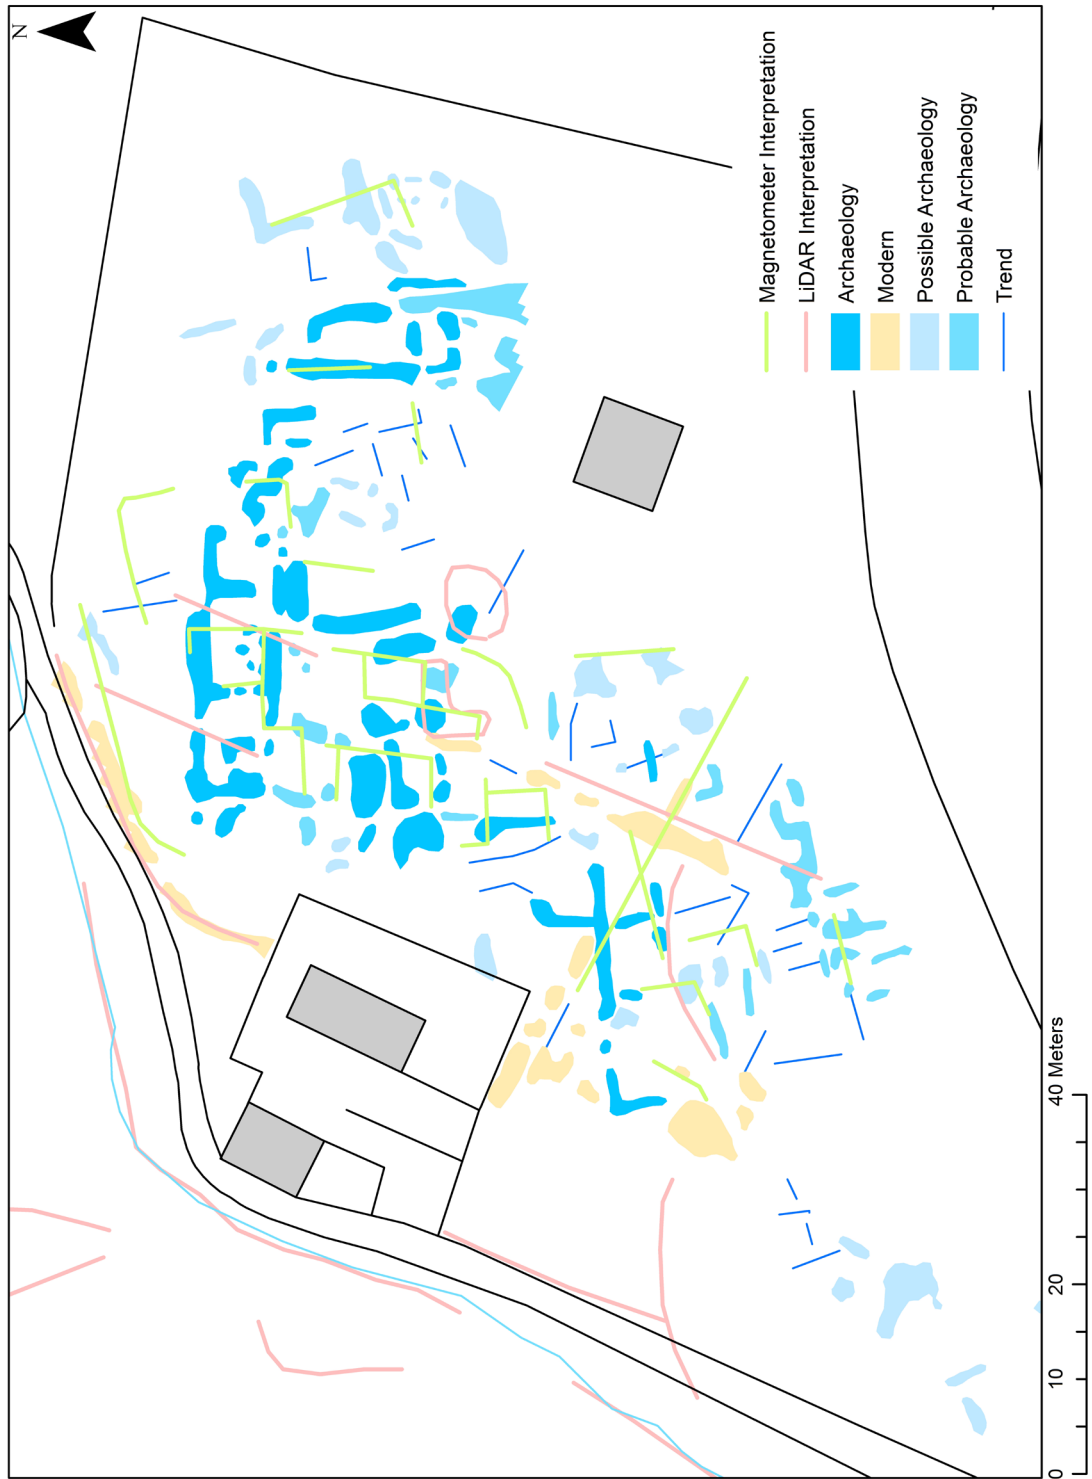 N
Magnetometer Interpretation
LiDAR Interpretation
Archaeology
Modern
Possible Archaeology
Probable Archaeology
Trend
0 10 20 40 Meters